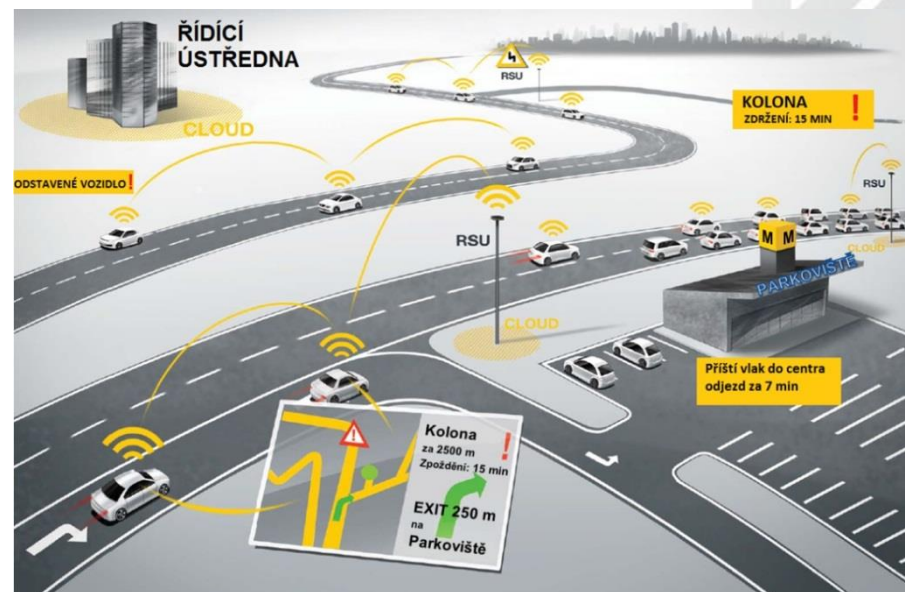 ŘÍDÍCÍ
ÚSTŘEDNA
CLOUD
RSU
KOLONA !
ZDRŽENÍ: 15 MIN
ODSTAVENÉ VOZIDLO!
RSU
CLOUD
RSU
CLOUD
M M
PARKOVIŠTĚ
Příští vlak do centra
odjezd za 7 min
Kolona !
za 2500 m
Zpoždění: 15 min
EXIT 250 m
na
Parkoviště